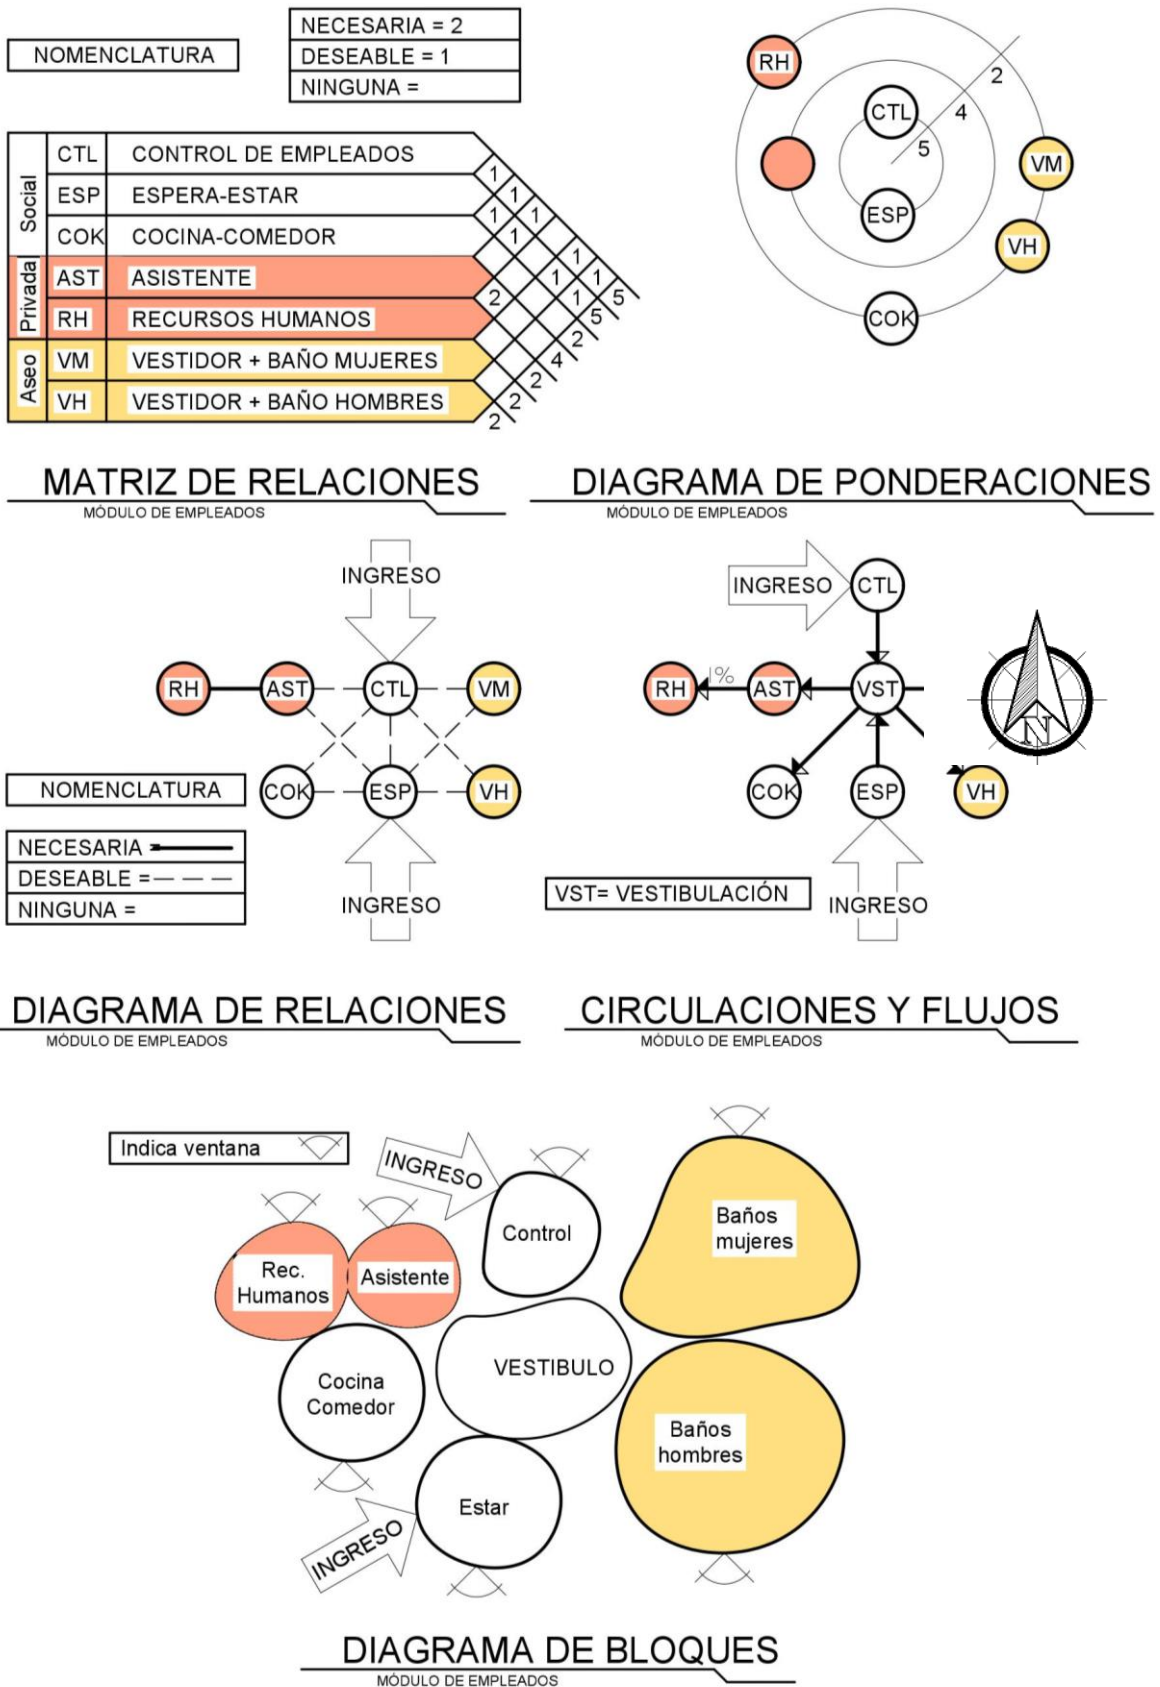 NOMENCLATURA
NECESARIA = 2
DESEABLE = 1
NINGUNA =
Social
CTL CONTROL DE EMPLEADOS
ESP ESPERA-ESTAR
COK COCINA-COMEDOR
Privada
AST ASISTENTE
RH RECURSOS HUMANOS
Aseo
VM VESTIDOR + BAÑO MUJERES
VH VESTIDOR + BAÑO HOMBRES
1
1
1 1
1 1
1 1 1
2 1 5
5
2
4
2
2
2
RH
CTL
2
4
5
VM
ESP
VH
COK
MATRIZ DE RELACIONES
MÓDULO DE EMPLEADOS
DIAGRAMA DE PONDERACIONES
MÓDULO DE EMPLEADOS
INGRESO
RH AST CTL VM
COK ESP VH
INGRESO
NOMENCLATURA
NECESARIA =
DESEABLE =
NINGUNA =
INGRESO CTL
RH 1% AST VST
COK ESP VH
INGRESO
N
VST= VESTIBULACIÓN
DIAGRAMA DE RELACIONES
MÓDULO DE EMPLEADOS
CIRCULACIONES Y FLUJOS
MÓDULO DE EMPLEADOS
Indica ventana
INGRESO
Control
Baños
mujeres
Rec.
Humanos
Asistente
VESTIBULO
Cocina
Comedor
Baños
hombres
Estar
INGRESO
DIAGRAMA DE BLOQUES
MÓDULO DE EMPLEADOS